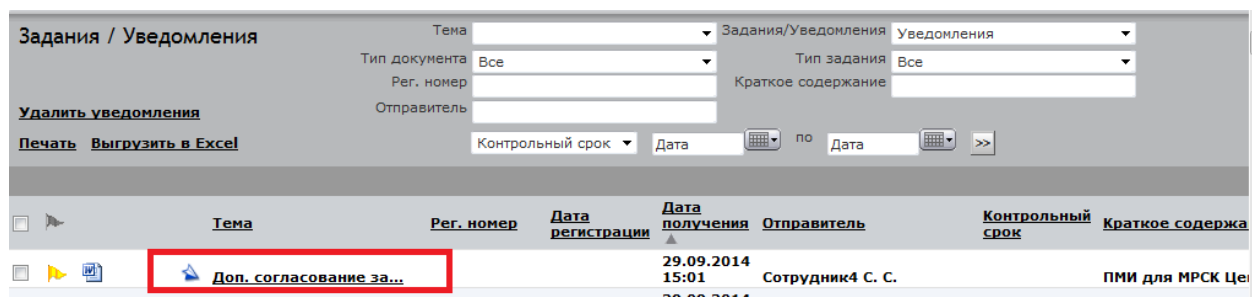 Задания / Уведомления
Тема
Задания/Уведомления Уведомления
Тип документа Все
Тип задания Все
Рег. номер
Краткое содержание
Удалить уведомления
Отправитель
Печать Выгрузить в Excel
Контрольный срок Дата по Дата >>
Тема Рег. номер Дата регистрации Дата получения Отправитель Контрольный срок Краткое содержа
Доп. согласование за... 29.09.2014 15:01 Сотрудник4 С. С. ПМИ для МРСК Це